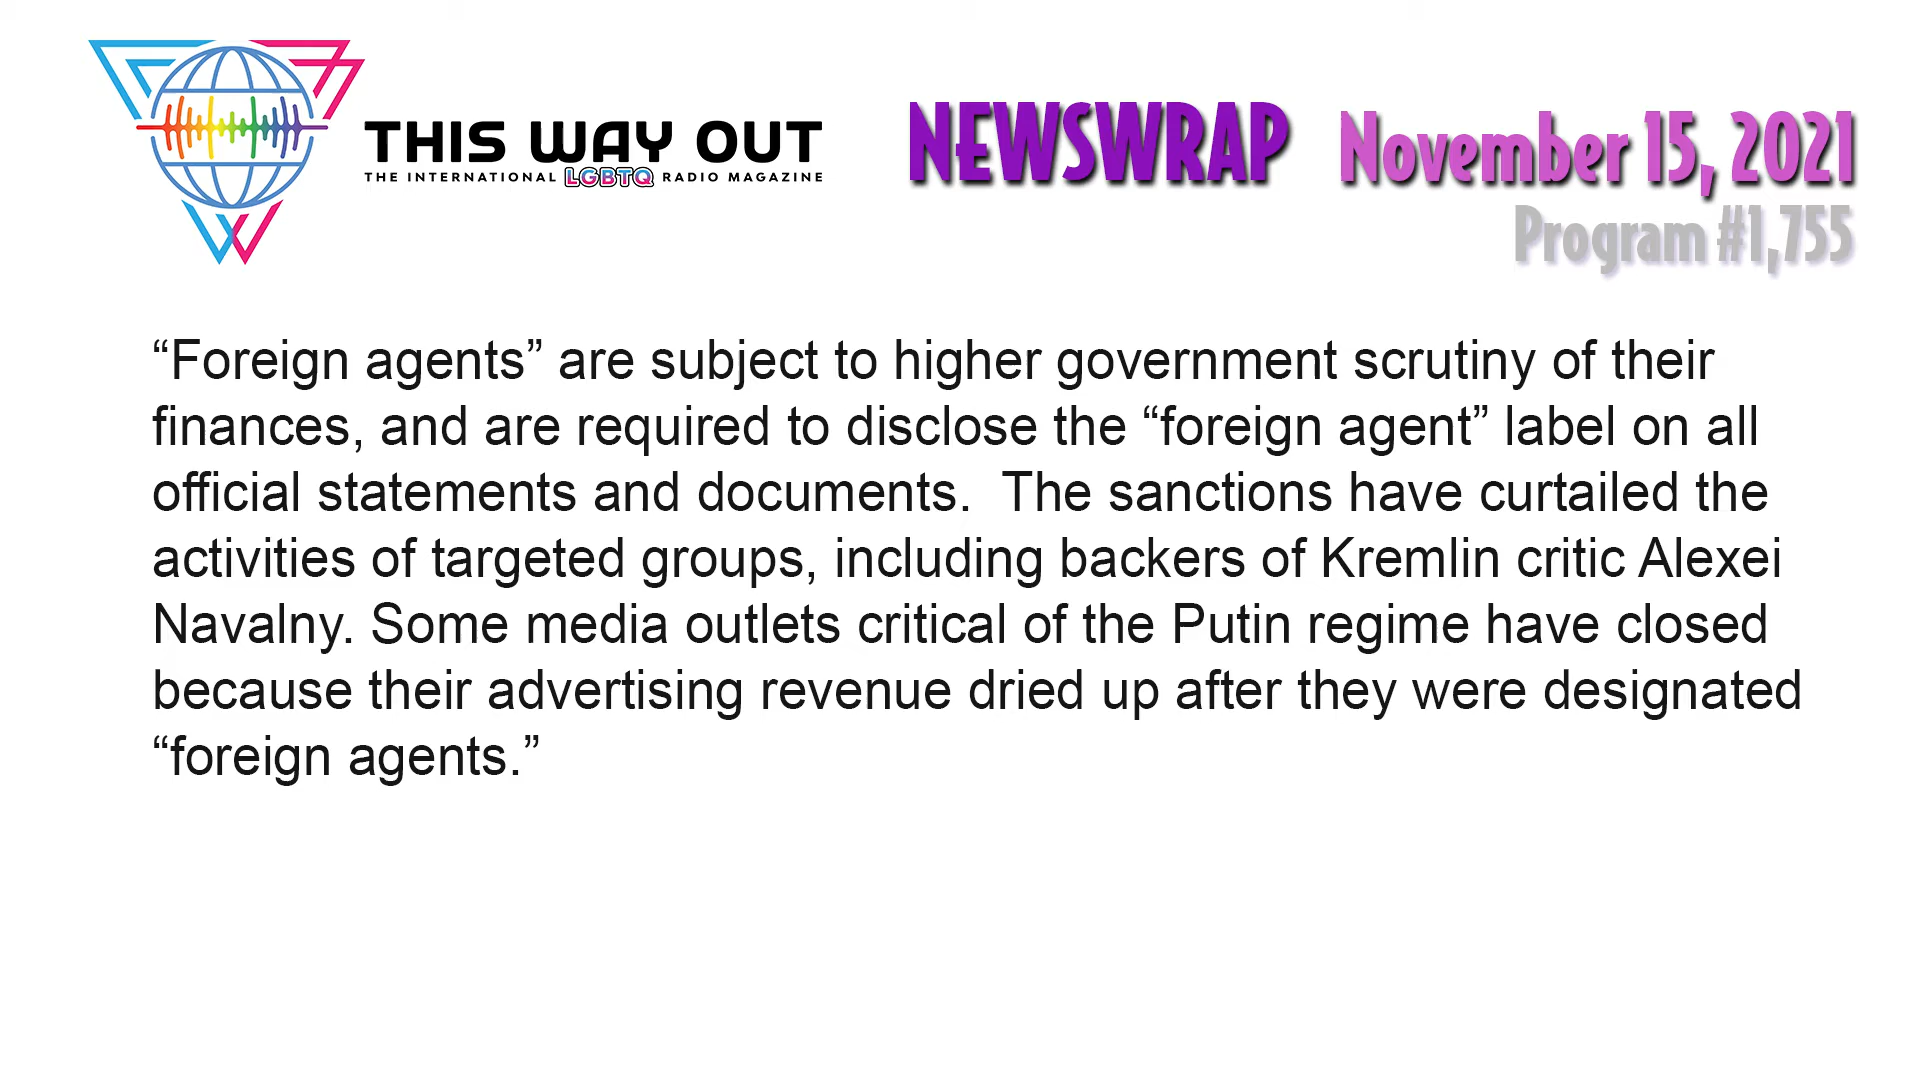 THIS WAY OUT
THE INTERNATIONAL LGBTQ RADIO MAGAZINE
NEWSWRAP
November 15, 2021
Program #1,755
“Foreign agents” are subject to higher government scrutiny of their
finances, and are required to disclose the “foreign agent” label on all
official statements and documents.  The sanctions have curtailed the
activities of targeted groups, including backers of Kremlin critic Alexei
Navalny. Some media outlets critical of the Putin regime have closed
because their advertising revenue dried up after they were designated
“foreign agents.”